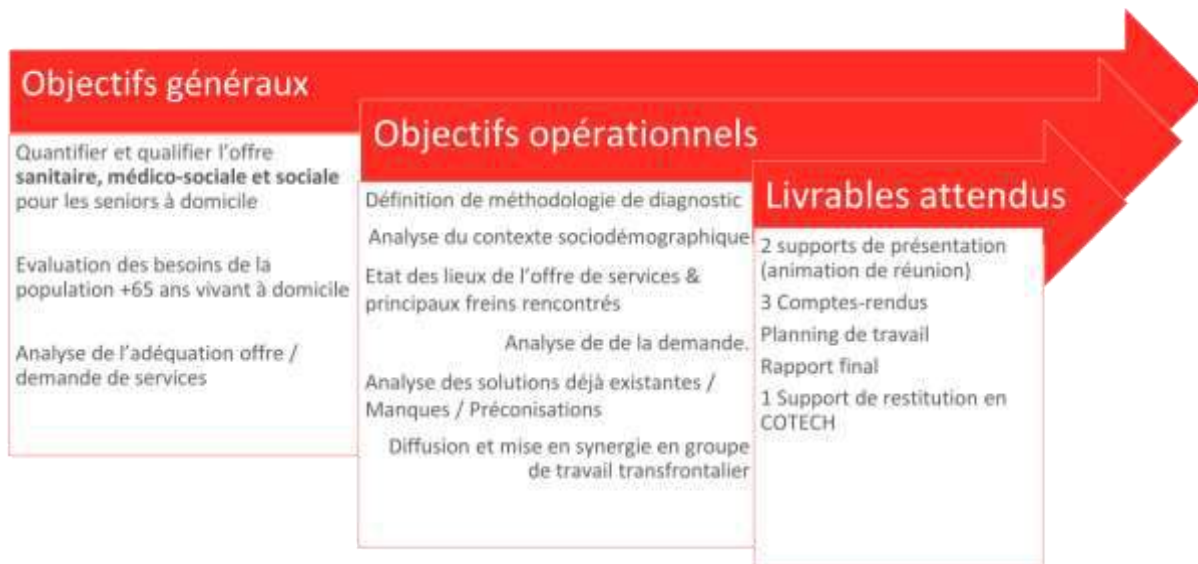 Objectifs généraux
Quantifier et qualifier l'offre
sanitaire, médico-sociale et sociale
pour les seniors à domicile
Evaluation des besoins de la
population +65 ans vivant à domicile
Analyse de l'adéquation offre /
demande de services
Objectifs opérationnels
Définition de méthodologie de diagnostic
Analyse du contexte sociodémographique
Etat des lieux de l'offre de services &
principaux freins rencontrés
Analyse de de la demande.
Analyse des solutions déjà existantes /
Manques / Préconisations
Diffusion et mise en synergie en groupe
de travail transfrontalier
Livrables attendus
2 supports de présentation
(animation de réunion)
3 Comptes-rendus
Planning de travail
Rapport final
1 Support de restitution en
COTECH